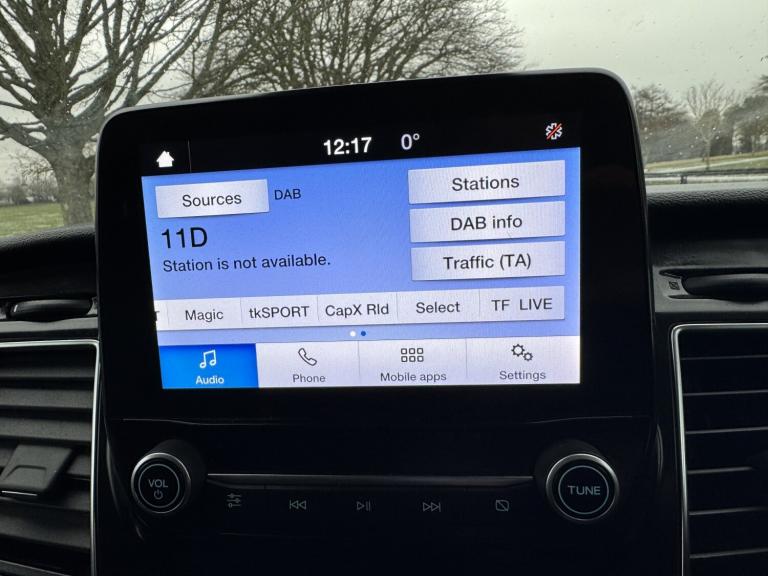 12:17 0°
Sources DAB
Stations
11D
DAB info
Station is not available.
Traffic (TA)
T Magic tkSPORT CapX Rld Select TF LIVE
Audio Phone Mobile apps Settings
VOL
TUNE